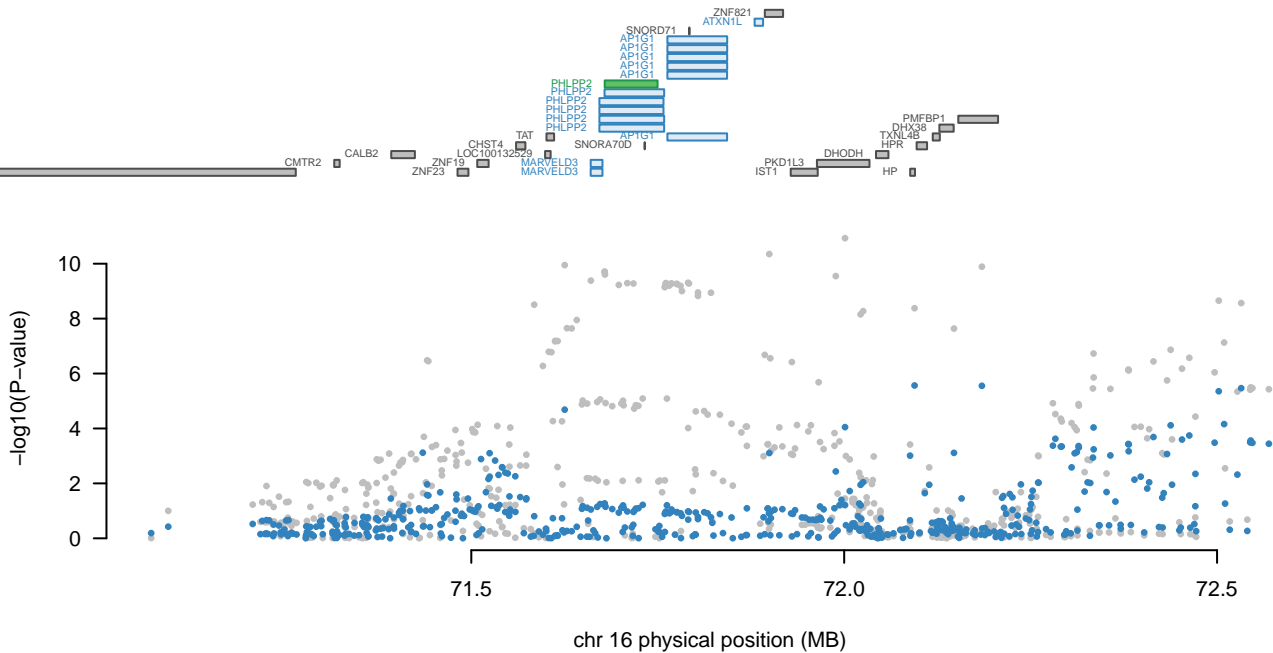 ZNF821
ATXN1L
SNORD71
AP1G1
AP1G1
AP1G1
AP1G1
AP1G1
PHLPP2
PHLPP2
PHLPP2
PHLPP2
PHLPP2
PMFBP1
PHLPP2
DHX38
TAT
AP1G1
TXNL4B
CHST4
SNORA70D
HPR
CALB2
LOC100132529
DHODH
CMTR2
ZNF19
MARVELD3
PKD1L3
ZNF23
MARVELD3
IST1
HP
10
8
6
4
2
0
−log10(P−value)
71.5 72.0 72.5
chr 16 physical position (MB)